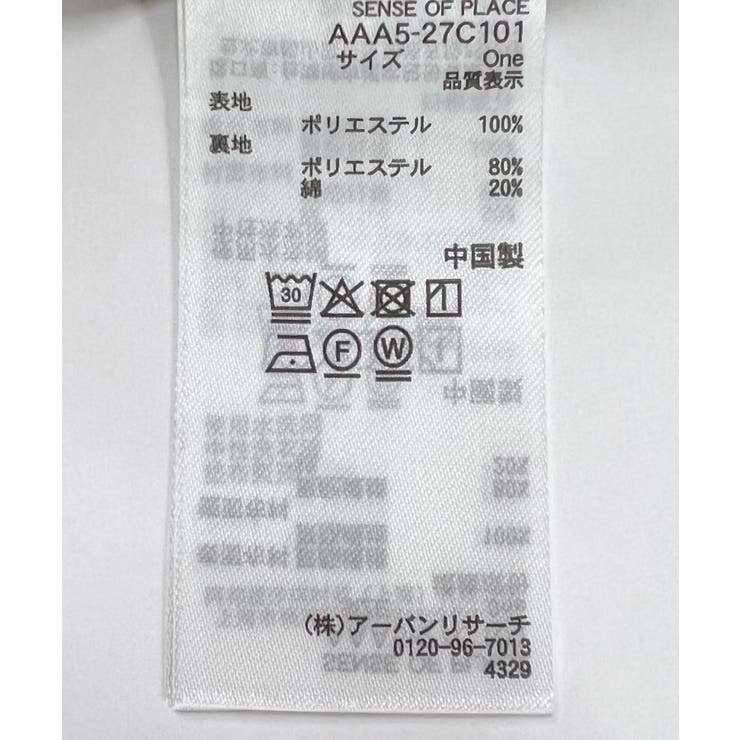 SENSE OF PLACE
AAA5-27C101
サイズ One
品質表示
表地
ポリエステル 100%
裏地
ポリエステル 80%
綿 20%
中国製
30
F W
(株)アーバンリサーチ
0120-96-7013
4329